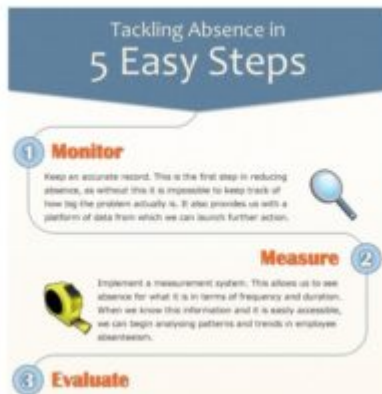 Tackling Absence in
5 Easy Steps
1 Monitor
Keep an accurate record. This is the first step in reducing
absence, as without this it is impossible to keep track of
how big the problem actually is. It also provides us with a
platform of data from which we can launch further action.
Measure 2
Implement a measurement system. This allows us to see
absence for what it is in terms of frequency and duration.
When we know this information and it is easily accessible,
we can begin analysing patterns and trends in employee
absenteeism.
3 Evaluate